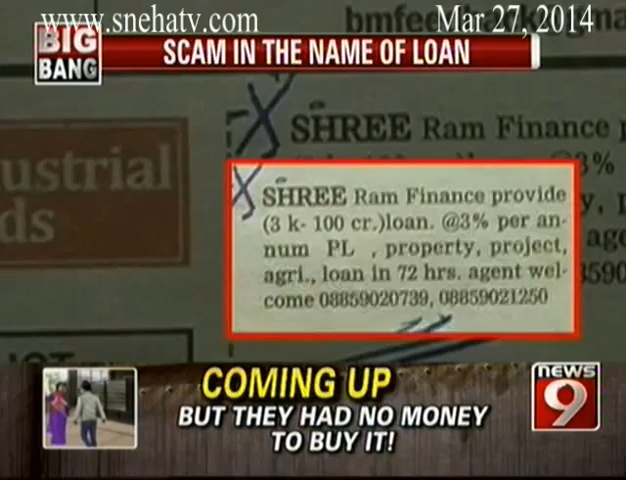 www.snehatv.com
Mar 27, 2014
BIG
BANG
SCAM IN THE NAME OF LOAN
SHREE Ram Finance
3%
ustrial
ds
SHREE Ram Finance provide
(3 k- 100 cr.)loan. @3% per an-
num PL , property, project,
agri., loan in 72 hrs. agent wel-
come 08859020739, 08859021250
COMING UP
BUT THEY HAD NO MONEY
TO BUY IT!
NEWS
9